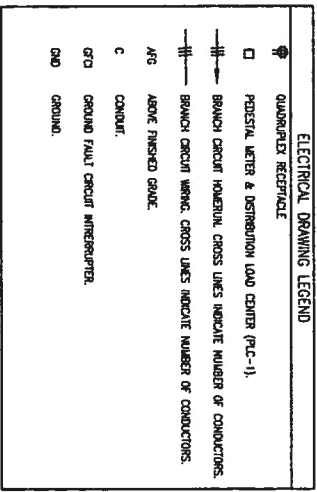 ELECTRICAL DRAWING LEGEND
QUADRUPLEX RECEPTACLE
PEDESTAL METER & DISTRIBUTION LOAD CENTER (PLC-1).
BRANCH CIRCUIT HOMERUN. CROSS LINES INDICATE NUMBER OF CONDUCTORS.
BRANCH CIRCUIT WIRING. CROSS LINES INDICATE NUMBER OF CONDUCTORS.
AFG ABOVE FINISHED GRADE.
C CONDUIT.
GFCI GROUND FAULT CIRCUIT INTRERRUPTER.
GND GROUND.